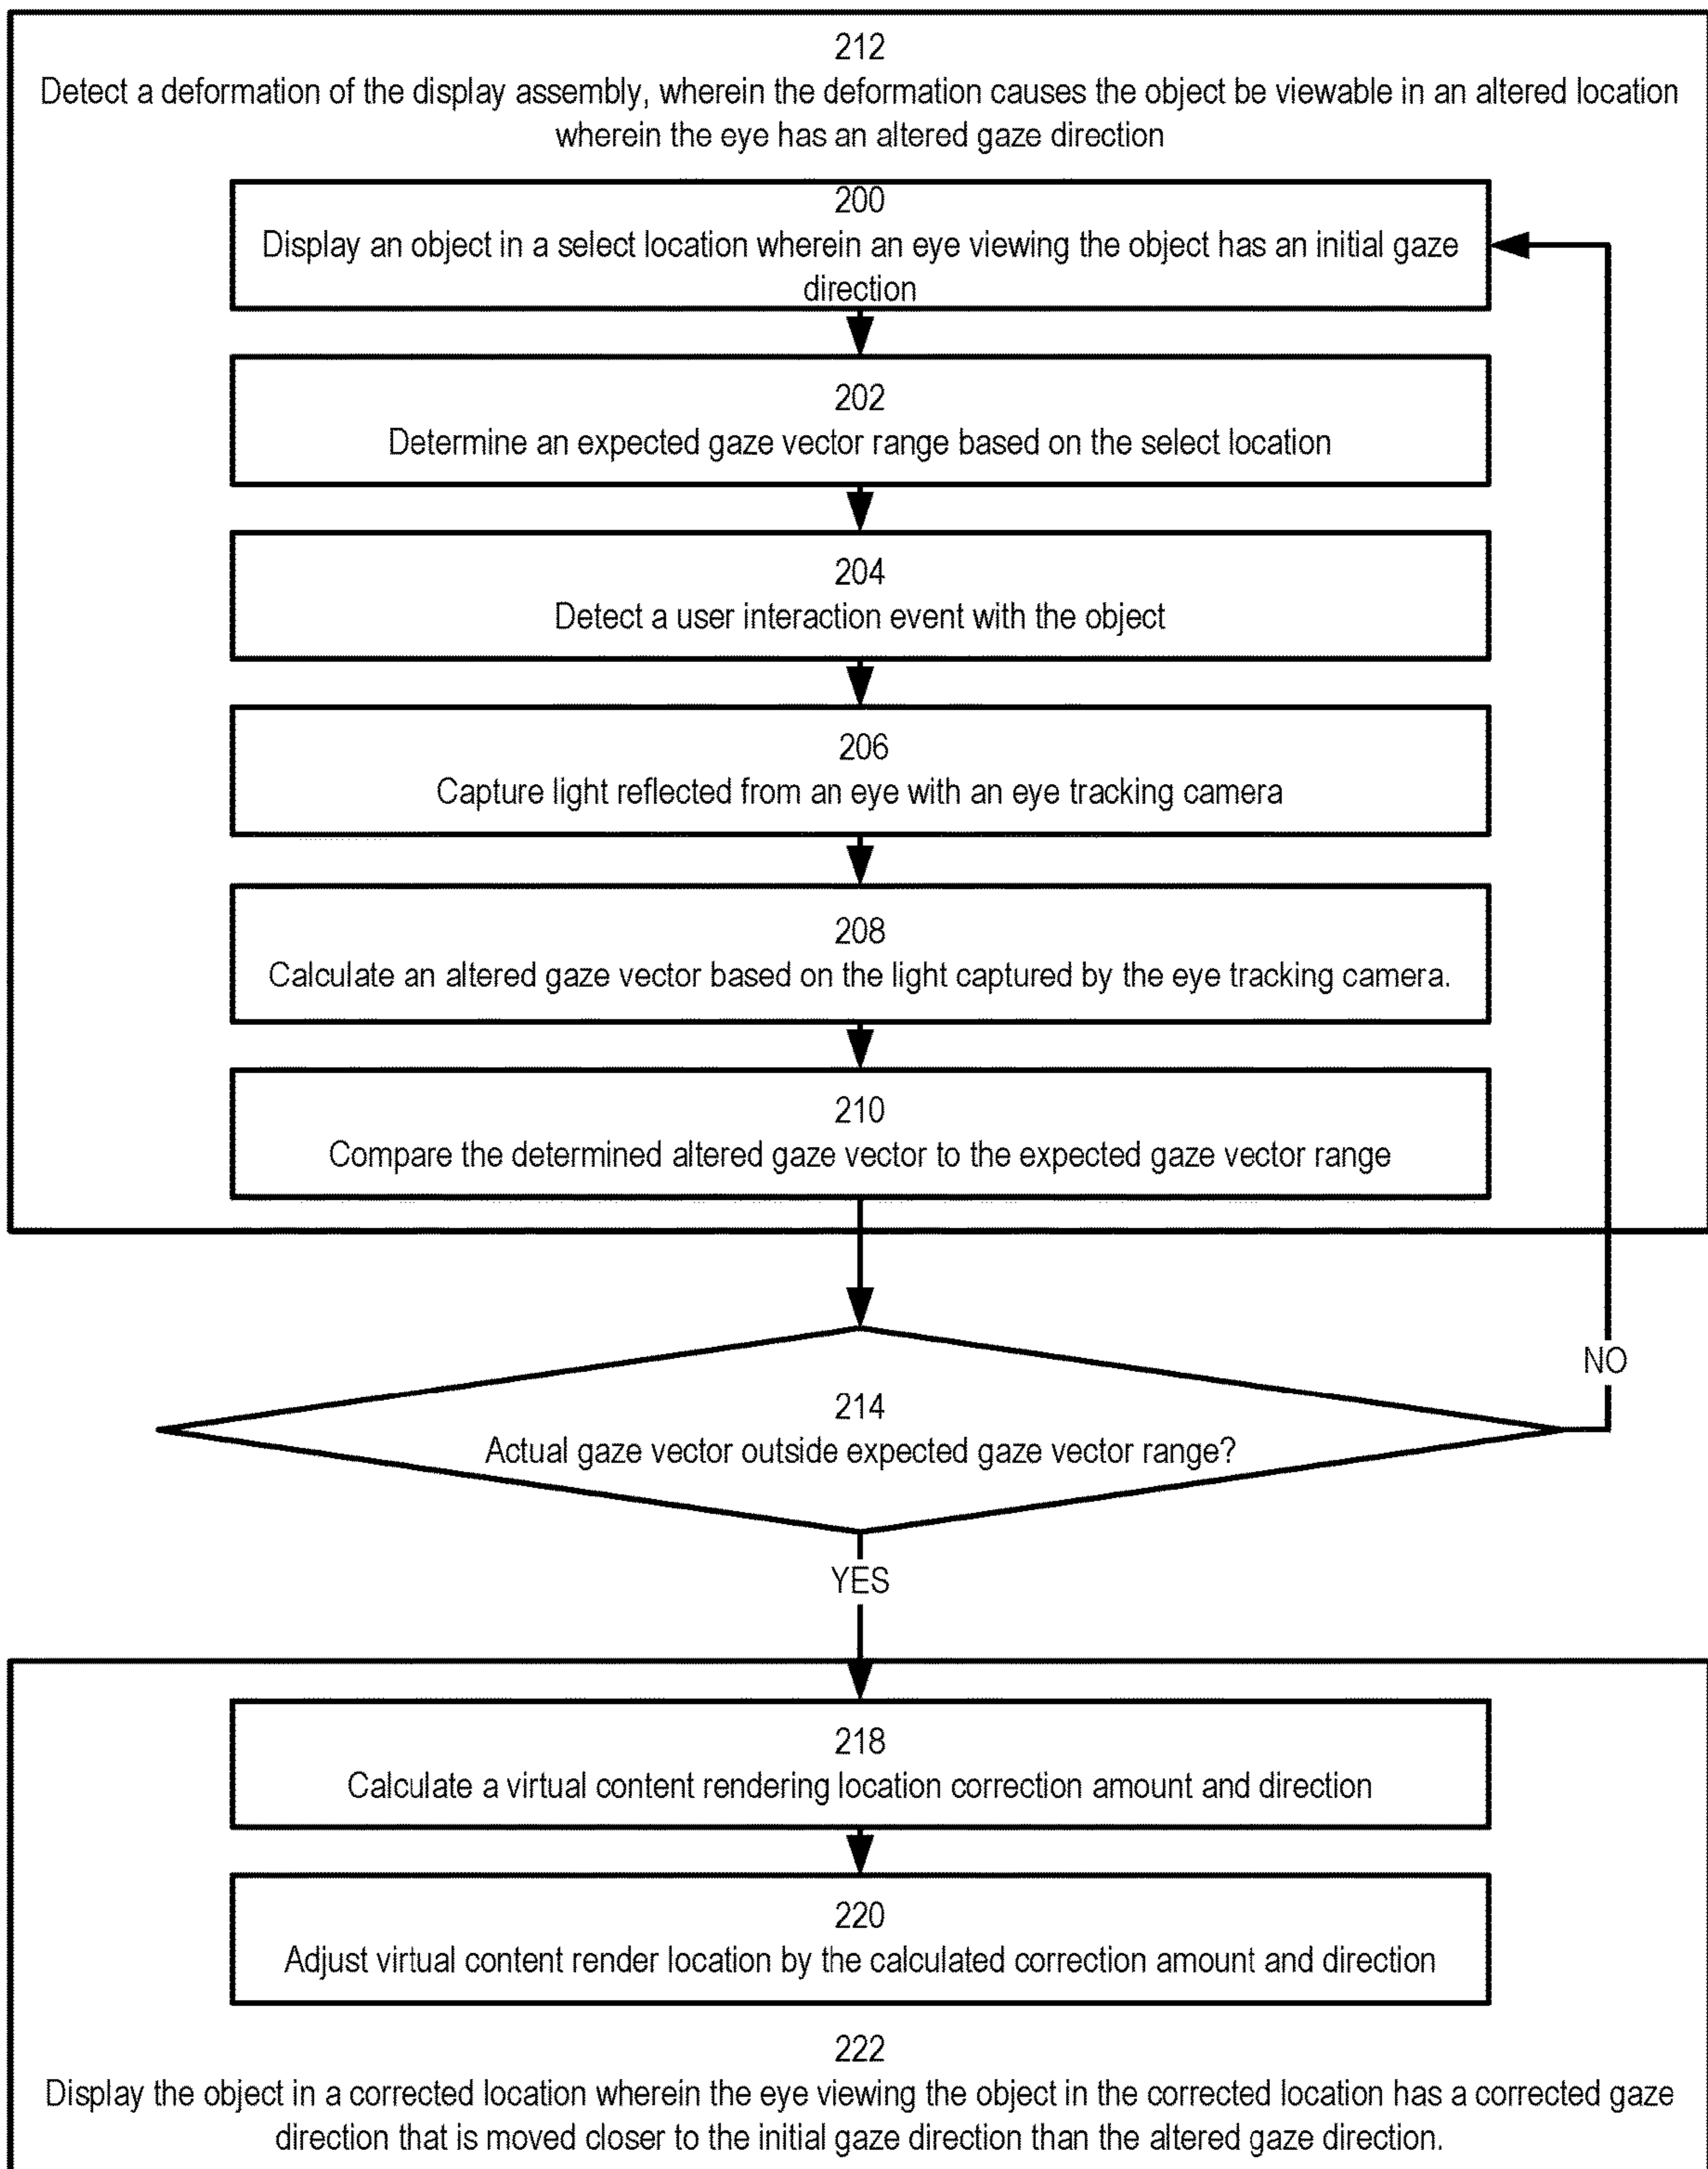 212
Detect a deformation of the display assembly, wherein the deformation causes the object be viewable in an altered location
wherein the eye has an altered gaze direction
200
Display an object in a select location wherein an eye viewing the object has an initial gaze
direction
202
Determine an expected gaze vector range based on the select location
204
Detect a user interaction event with the object
206
Capture light reflected from an eye with an eye tracking camera
208
Calculate an altered gaze vector based on the light captured by the eye tracking camera.
210
Compare the determined altered gaze vector to the expected gaze vector range
NO
214
Actual gaze vector outside expected gaze vector range?
YES
218
Calculate a virtual content rendering location correction amount and direction
220
Adjust virtual content render location by the calculated correction amount and direction
222
Display the object in a corrected location wherein the eye viewing the object in the corrected location has a corrected gaze
direction that is moved closer to the initial gaze direction than the altered gaze direction.